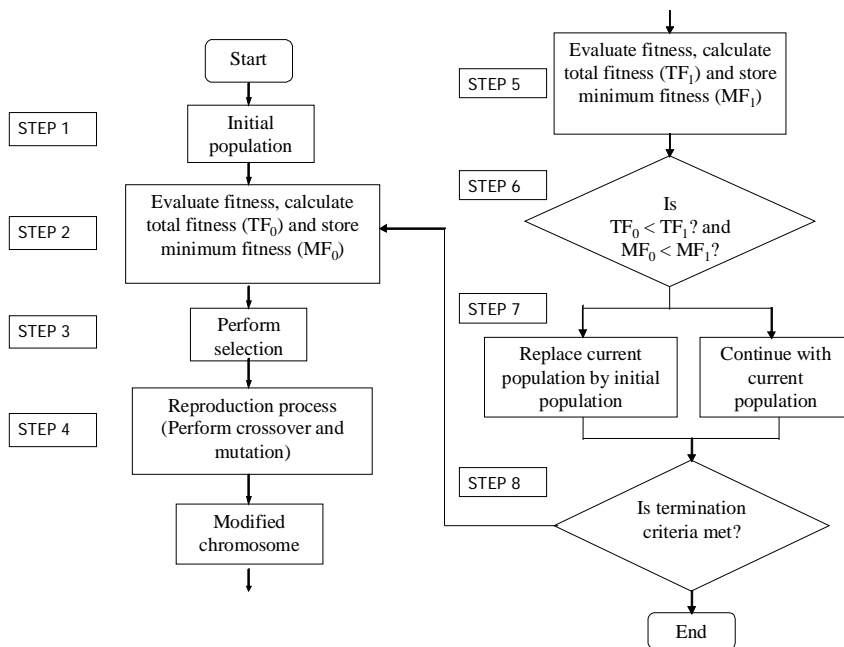 Start
STEP 1
Initial
population
STEP 2
Evaluate fitness, calculate
total fitness (TF₀) and store
minimum fitness (MF₀)
STEP 3
Perform
selection
STEP 4
Reproduction process
(Perform crossover and
mutation)
Modified
chromosome
STEP 5
Evaluate fitness, calculate
total fitness (TF₁) and store
minimum fitness (MF₁)
STEP 6
Is
TF₀ < TF₁? and
MF₀ < MF₁?
STEP 7
Replace current
population by initial
population
Continue with
current
population
STEP 8
Is termination
criteria met?
End